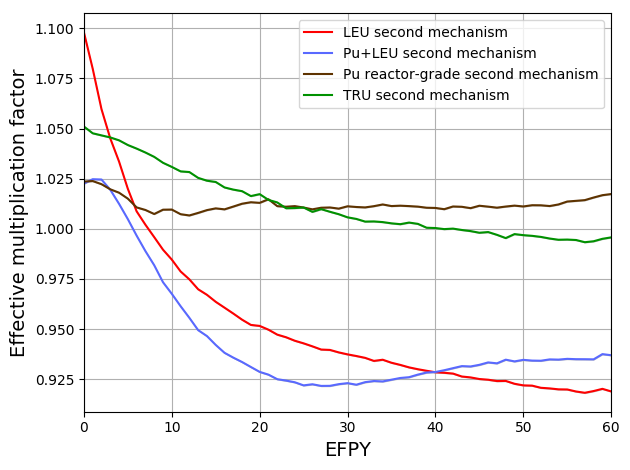 Effective multiplication factor
1.100
1.075
1.050
1.025
1.000
0.975
0.950
0.925
LEU second mechanism
Pu+LEU second mechanism
Pu reactor-grade second mechanism
TRU second mechanism
0 10 20 30 40 50 60
EFPY